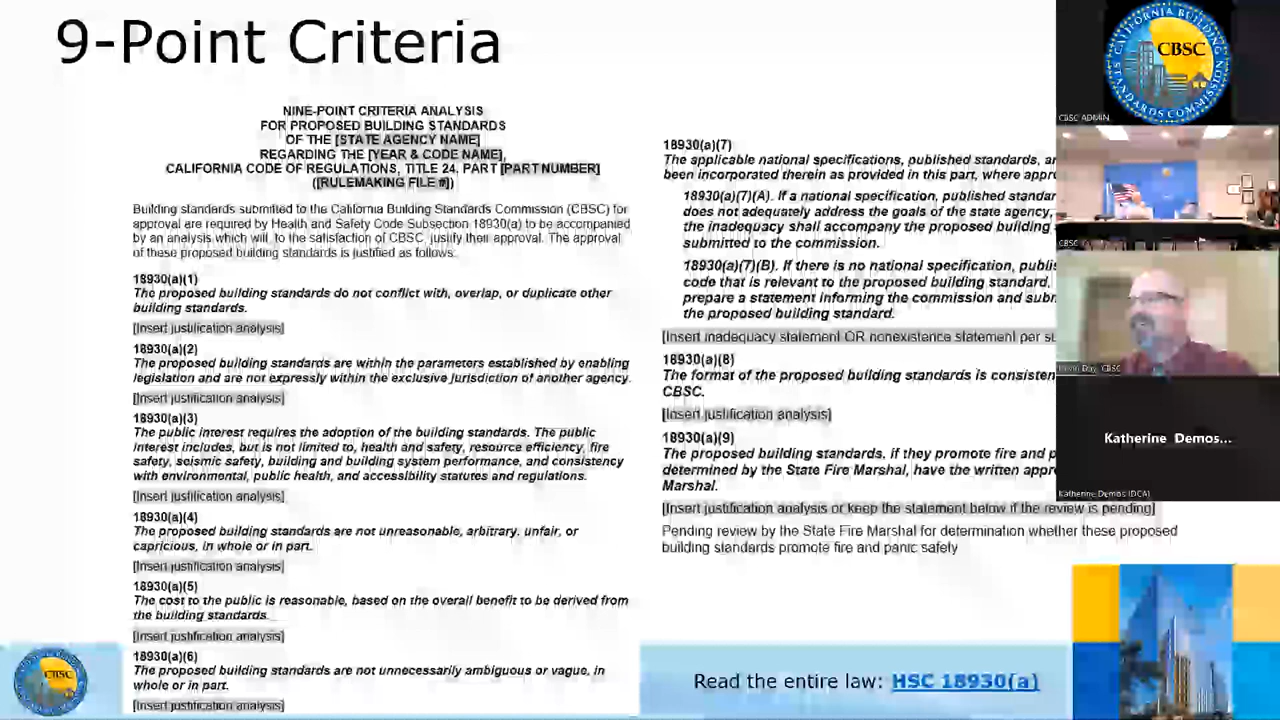 9-Point Criteria
NINE-POINT CRITERIA ANALYSIS
FOR PROPOSED BUILDING STANDARDS
OF THE [STATE AGENCY NAME]
REGARDING THE [YEAR & CODE NAME],
CALIFORNIA CODE OF REGULATIONS, TITLE 24, PART [PART NUMBER]
([RULEMAKING FILE #])
Building standards submitted to the California Building Standards Commission (CBSC) for
approval are required by Health and Safety Code Subsection 18930(a) to be accompanied
by an analysis which will, to the satisfaction of CBSC, justify their approval. The approval
of these proposed building standards is justified as follows:
18930(a)(1)
The proposed building standards do not conflict with, overlap, or duplicate other
building standards.
[Insert justification analysis]
18930(a)(2)
The proposed building standards are within the parameters established by enabling
legislation and are not expressly within the exclusive jurisdiction of another agency.
[Insert justification analysis]
18930(a)(3)
The public interest requires the adoption of the building standards. The public
interest includes, but is not limited to, health and safety, resource efficiency, fire
safety, seismic safety, building and building system performance, and consistency
with environmental, public health, and accessibility statutes and regulations.
[Insert justification analysis]
18930(a)(4)
The proposed building standards are not unreasonable, arbitrary, unfair, or
capricious, in whole or in part.
[Insert justification analysis]
18930(a)(5)
The cost to the public is reasonable, based on the overall benefit to be derived from
the building standards.
[Insert justification analysis]
18930(a)(6)
The proposed building standards are not unnecessarily ambiguous or vague, in
whole or in part.
[Insert justification analysis]
18930(a)(7)
The applicable national specifications, published standards, an
been incorporated therein as provided in this part, where appr
18930(a)(7)(A). If a national specification, published standar
does not adequately address the goals of the state agency,
the inadequacy shall accompany the proposed building
submitted to the commission.
18930(a)(7)(B). If there is no national specification, publis
code that is relevant to the proposed building standard,
prepare a statement informing the commission and subm
the proposed building standard.
[Insert inadequacy statement OR nonexistence statement per su
18930(a)(8)
The format of the proposed building standards is consisten
CBSC.
[Insert justification analysis]
18930(a)(9)
The proposed building standards, if they promote fire and p
determined by the State Fire Marshal, have the written appr
Marshal.
[Insert justification analysis or keep the statement below if the review is pending]
Pending review by the State Fire Marshal for determination whether these proposed
building standards promote fire and panic safety
Read the entire law: HSC 18930(a)
CBSC
CALIFORNIA BUILDING STANDARDS COMMISSION
CBSC
CBSC ADMIN
CBSC
Kevin Day, CBSC
Katherine Demos...
Katherine Demos (DCA)